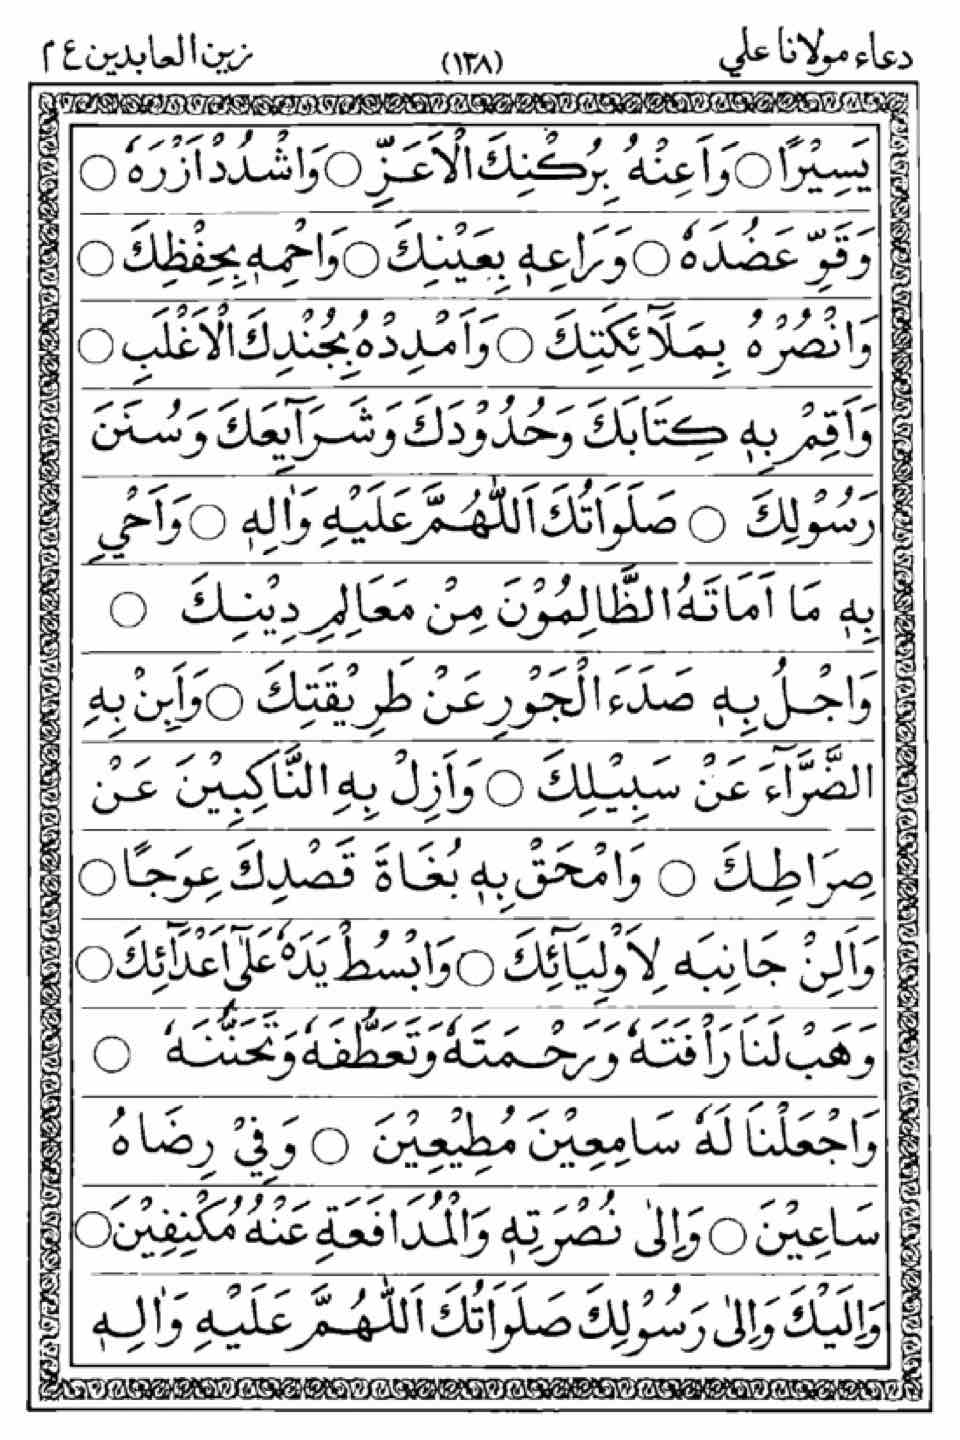 دعاء مولانا علي (١٣٨) زين العابدين ع م
يَسِيْرًا ○ وَاَعِنْهُ بِرُكْنِكَ الْاَعَزِّ ○ وَاشْدُدْ اَزْرَهٗ ○
وَقَوِّ عَضُدَهٗ ○ وَرَاعِهٖ بِعَيْنِكَ ○ وَاحْمِهٖ بِحِفْظِكَ ○
وَانْصُرْهُ بِمَلَآئِكَتِكَ ○ وَاَمْدِدْهُ بِجُنْدِكَ الْاَغْلَبِ ○
وَاَقِمْ بِهٖ كِتَابَكَ وَحُدُوْدَكَ وَشَرَآيِعَكَ وَسُنَنَ
رَسُوْلِكَ ○ صَلَوَاتُكَ اَللّٰهُمَّ عَلَيْهِ وَاٰلِهٖ ○ وَاَحْيِ
بِهٖ مَا اَمَاتَهُ الظَّالِمُوْنَ مِنْ مَعَالِمِ دِيْنِكَ ○
وَاجْلُ بِهٖ صَدَءَ الْجَوْرِ عَنْ طَرِيْقَتِكَ ○ وَاَبِنْ بِهِ
الضَّرَّآءَ عَنْ سَبِيْلِكَ ○ وَاَزِلْ بِهِ النَّاكِبِيْنَ عَنْ
صِرَاطِكَ ○ وَامْحَقْ بِهٖ بُغَاةَ قَصْدِكَ عِوَجًا ○
وَاَلِنْ جَانِبَه لِاَوْلِيَآئِكَ ○ وَابْسُطْ يَدَهٗ عَلٰٓى اَعْدَآئِكَ ○
وَهَبْ لَنَا رَاْفَتَهٗ وَرَحْمَتَهٗ وَتَعَطُّفَهٗ وَتَحَنُّنَهٗ ○
وَاجْعَلْنَا لَهٗ سَامِعِيْنَ مُطِيْعِيْنَ ○ وَفِيْ رِضَاهُ
سَاعِيْنَ ○ وَاِلٰى نُصْرَتِهٖ وَالْمُدَافَعَةِ عَنْهُ مُكْنِفِيْنَ ○
وَاِلَيْكَ وَاِلٰى رَسُوْلِكَ صَلَوَاتُكَ اَللّٰهُمَّ عَلَيْهِ وَاٰلِهٖ